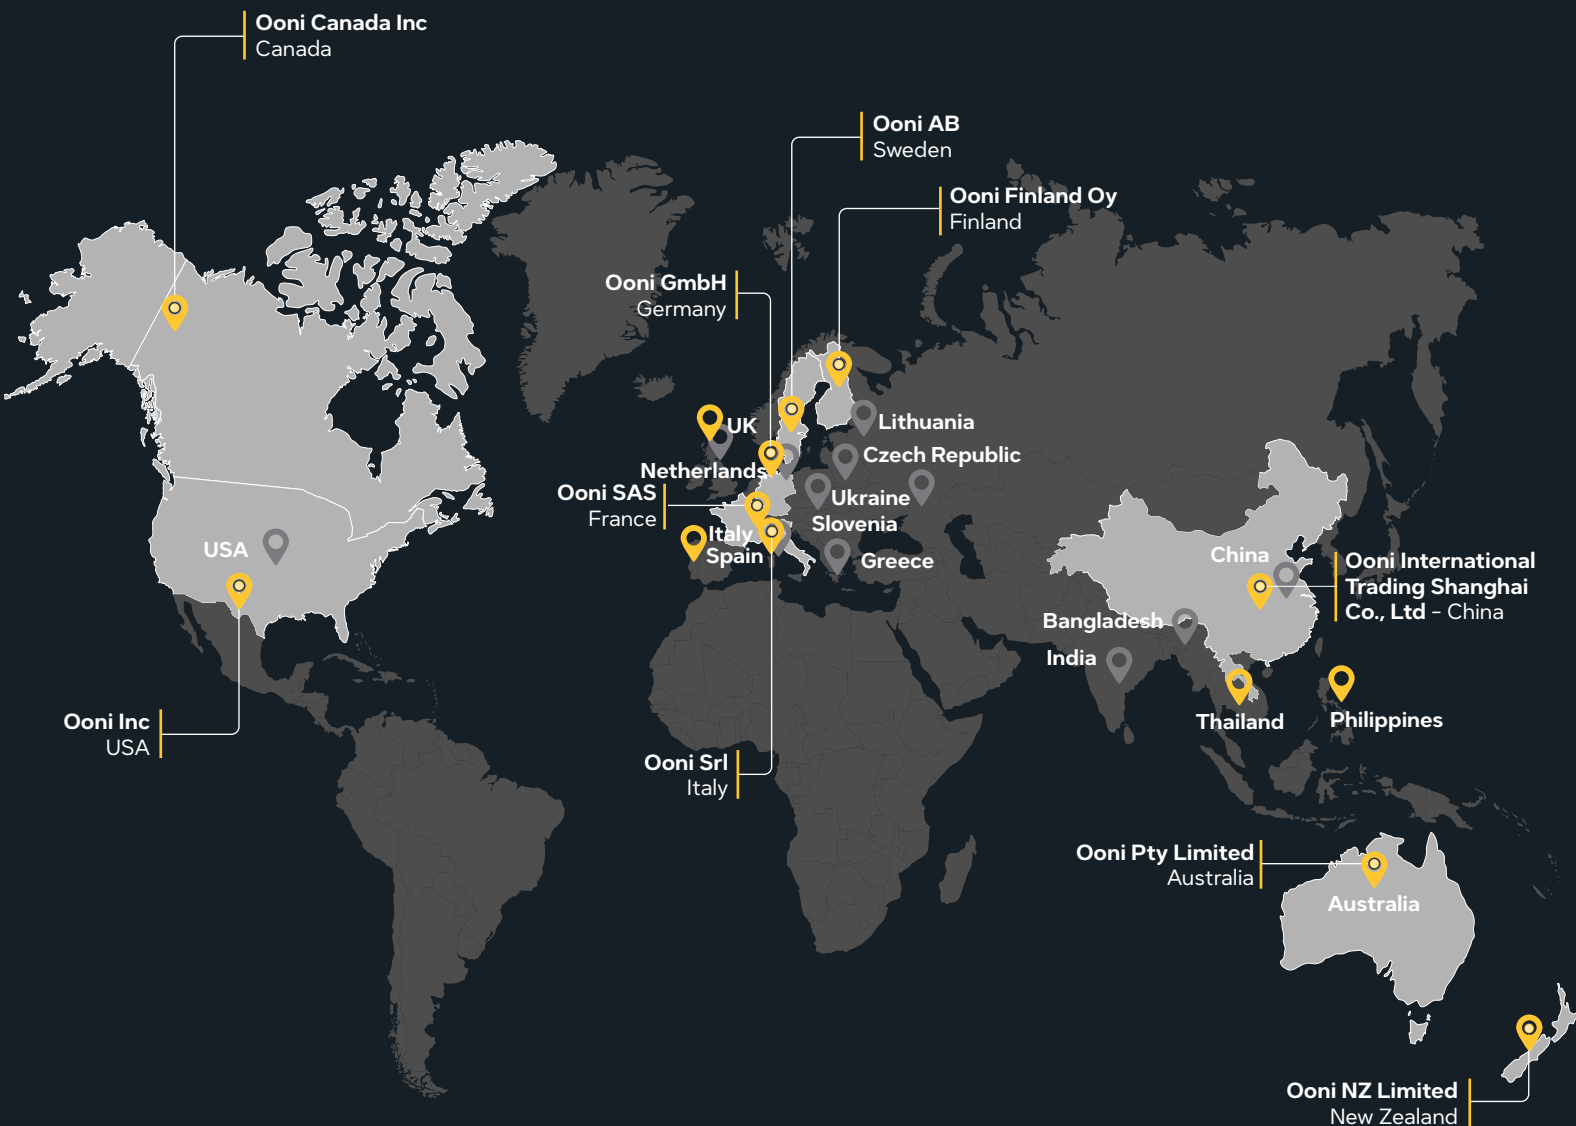 Ooni Canada Inc
Canada
Ooni AB
Sweden
Ooni Finland Oy
Finland
Ooni GmbH
Germany
UK
Lithuania
Netherlands
Czech Republic
Ooni SAS
France
Ukraine
Slovenia
Italy
Spain
Greece
USA
China
Ooni International
Trading Shanghai
Co., Ltd – China
Bangladesh
India
Thailand
Philippines
Ooni Inc
USA
Ooni Srl
Italy
Ooni Pty Limited
Australia
Australia
Ooni NZ Limited
New Zealand